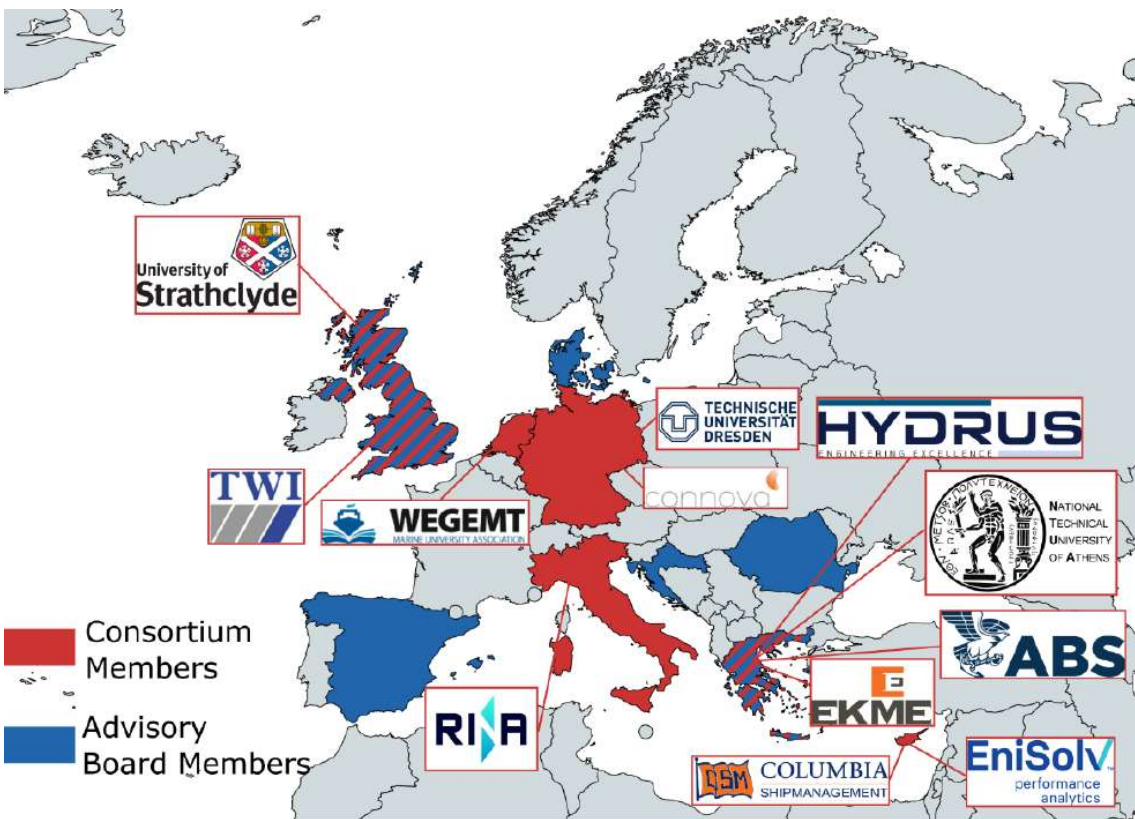 University of
Strathclyde
TWI
WEGEMT
MARINE UNIVERSITY ASSOCIATION
TECHNISCHE
UNIVERSITÄT
DRESDEN
connova
HYDRUS
ENGINEERING EXCELLENCE
NATIONAL
TECHNICAL
UNIVERSITY
OF ATHENS
ABS
EKME
RINA
CSM
COLUMBIA
SHIPMANAGEMENT
EniSolv
performance
analytics
Consortium
Members
Advisory
Board Members